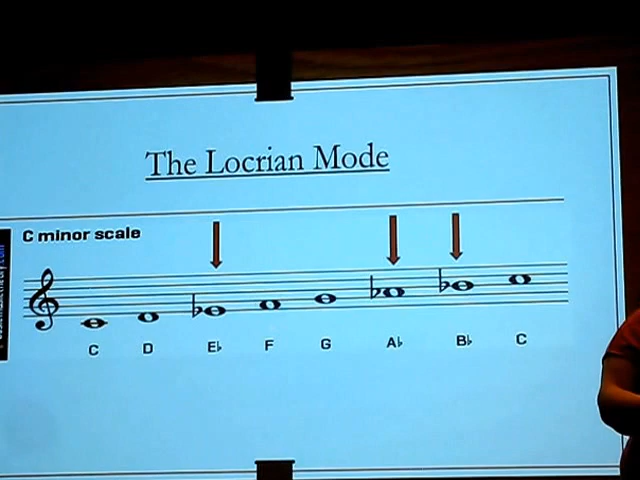 The Locrian Mode
C minor scale
C D E♭ F G A♭ B♭ C